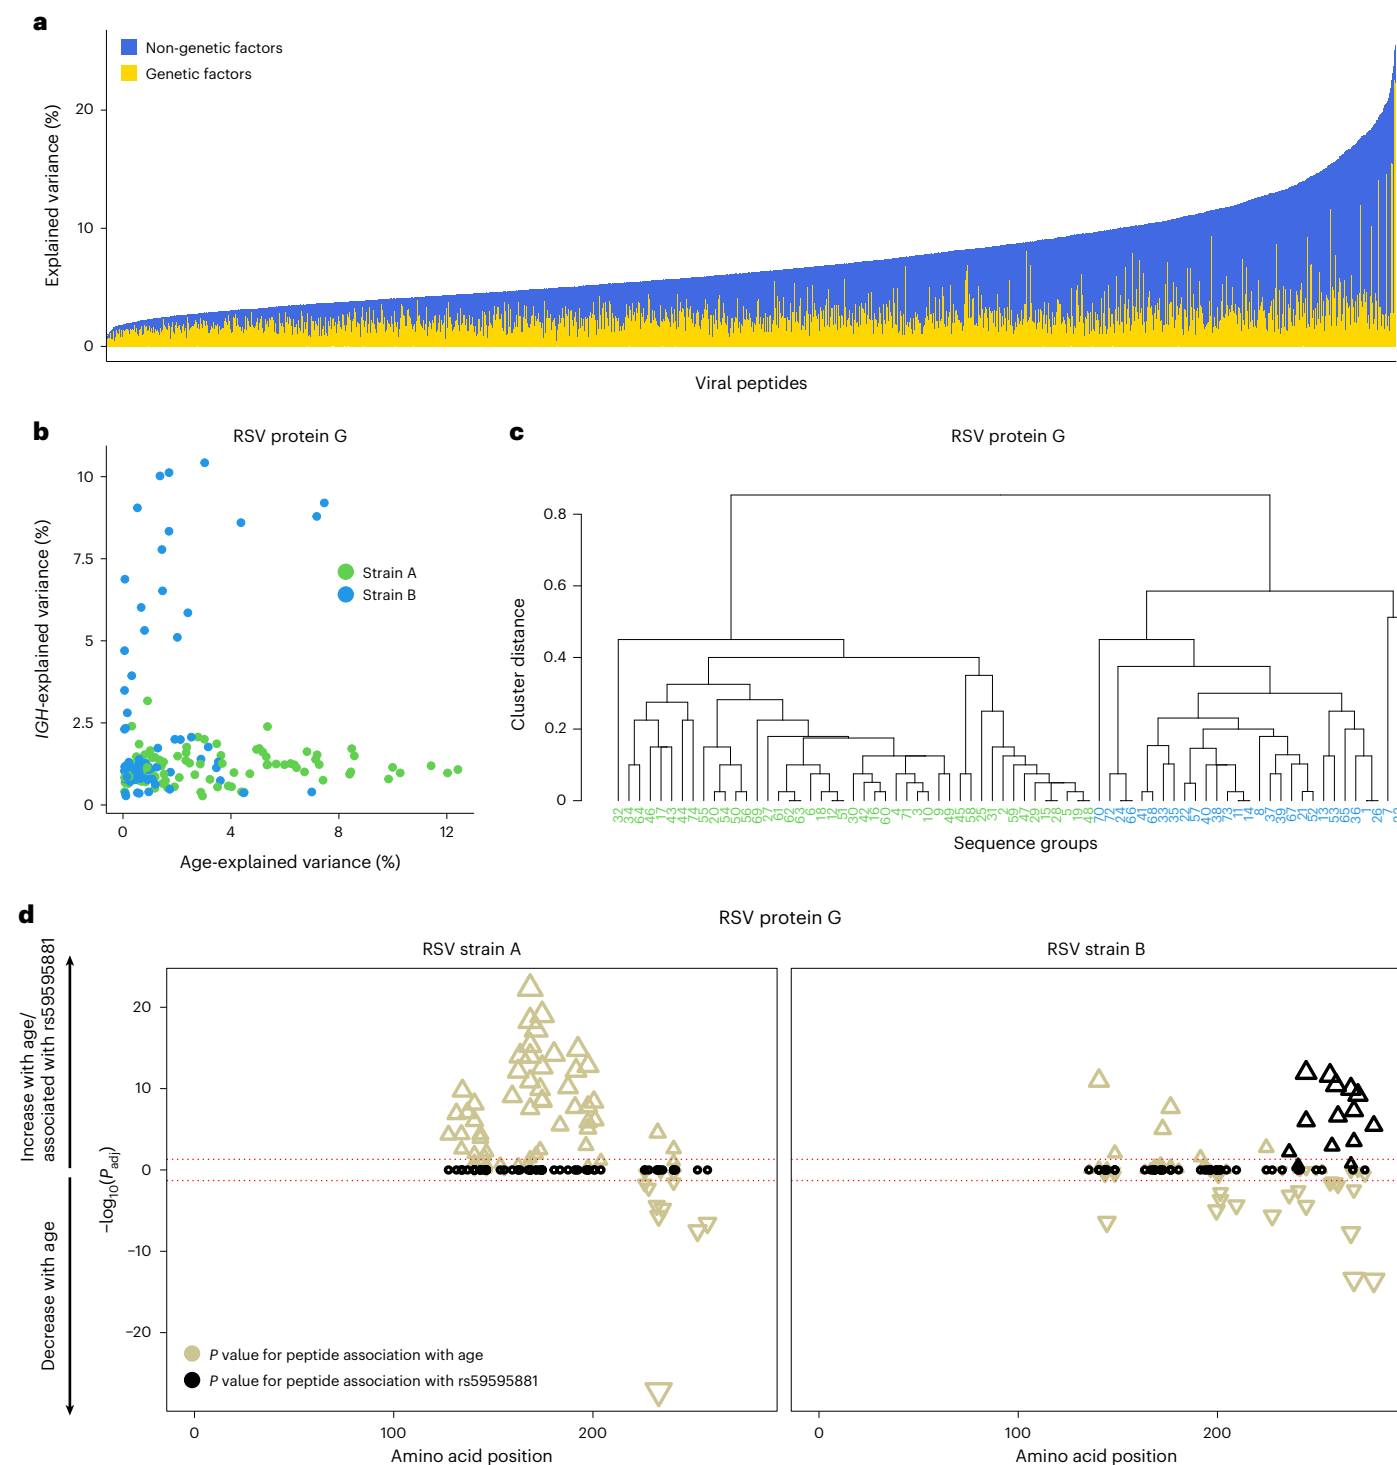 a
Non-genetic factors
Genetic factors
Explained variance (%)
20
10
0
Viral peptides
b
RSV protein G
IGH-explained variance (%)
10
7.5
5
2.5
0
Strain A
Strain B
0
4
8
12
Age-explained variance (%)
c
RSV protein G
Cluster distance
0.8
0.6
0.4
0.2
0
Sequence groups
d
RSV protein G
RSV strain A
RSV strain B
Increase with age/
associated with rs59595881
Decrease with age
–log10(Padj)
20
10
0
–10
–20
P value for peptide association with age
P value for peptide association with rs59595881
0
100
200
Amino acid position
0
100
200
Amino acid position